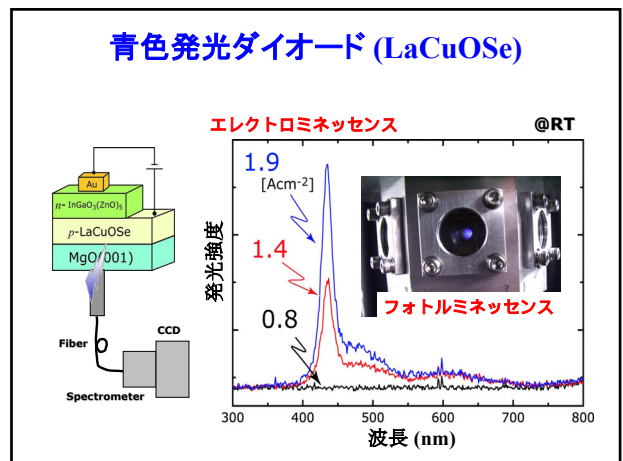 青色発光ダイオード (LaCuOSe)
エレクトロミネッセンス
@RT
1.9
[Acm-2]
1.4
0.8
発光強度
フォトルミネッセンス
Au
n- InGaO3(ZnO)5
p-LaCuOSe
MgO(001)
Fiber
CCD
Spectrometer
300 400 500 600 700 800
波長 (nm)